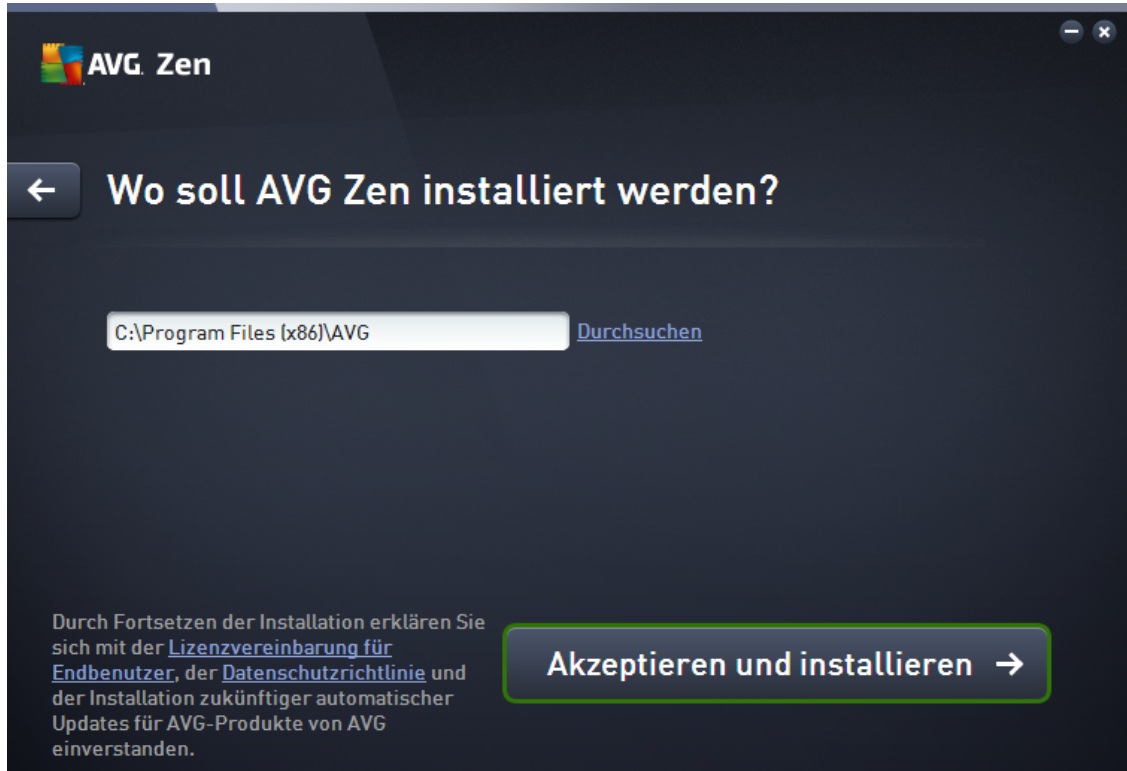 AVG. Zen
Wo soll AVG Zen installiert werden?
C:\Program Files (x86)\AVG
Durchsuchen
Durch Fortsetzen der Installation erklären Sie
sich mit der Lizenzvereinbarung für
Endbenutzer, der Datenschutzrichtlinie und
der Installation zukünftiger automatischer
Updates für AVG-Produkte von AVG
einverstanden.
Akzeptieren und installieren